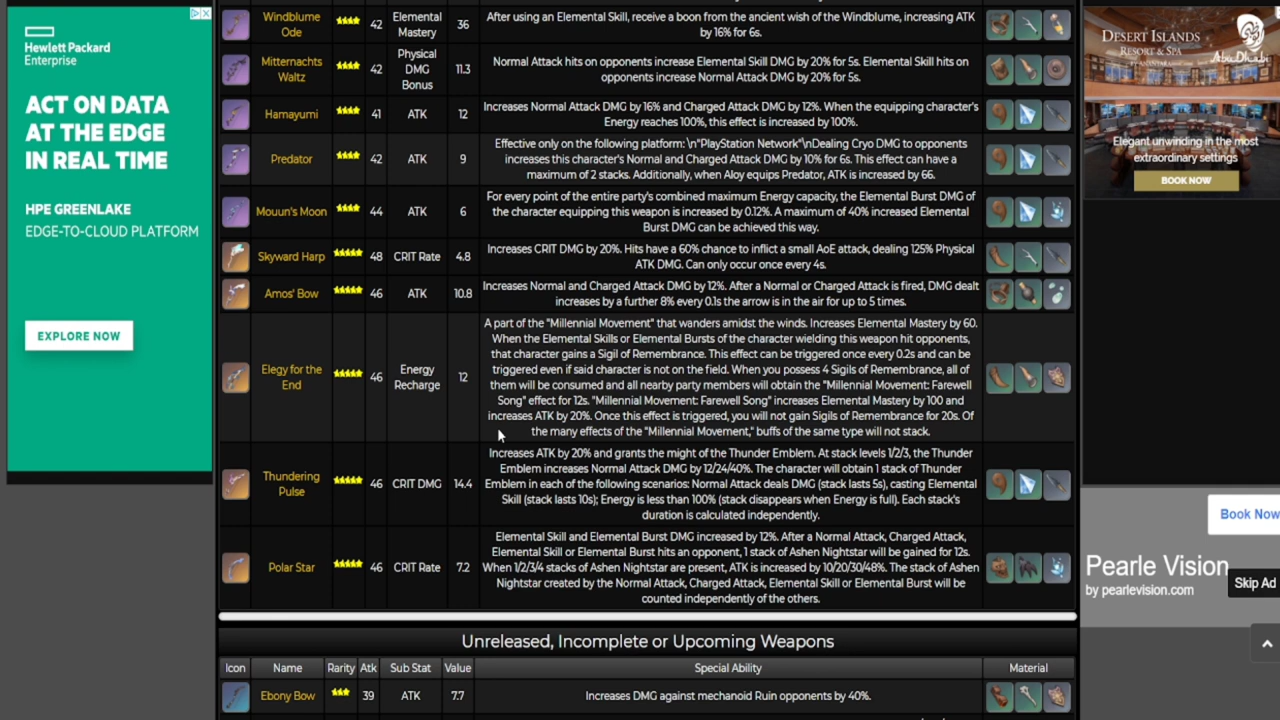 Hewlett Packard
Enterprise
ACT ON DATA
AT THE EDGE
IN REAL TIME
HPE GREENLAKE
EDGE-TO-CLOUD PLATFORM
EXPLORE NOW
Windblume
Ode
42
Elemental
Mastery
36
After using an Elemental Skill, receive a boon from the ancient wish of the Windblume, increasing ATK
by 16% for 6s.
Mitternachts
Waltz
42
Physical
DMG
Bonus
11.3
Normal Attack hits on opponents increase Elemental Skill DMG by 20% for 5s. Elemental Skill hits on
opponents increase Normal Attack DMG by 20% for 5s.
Hamayumi
41
ATK
12
Increases Normal Attack DMG by 16% and Charged Attack DMG by 12%. When the equipping character's
Energy reaches 100%, this effect is increased by 100%.
Predator
42
ATK
9
Effective only on the following platform: \n"PlayStation Network"\nDealing Cryo DMG to opponents
increases this character's Normal and Charged Attack DMG by 10% for 6s. This effect can have a
maximum of 2 stacks. Additionally, when Aloy equips Predator, ATK is increased by 66.
Mouun's Moon
44
ATK
6
For every point of the entire party's combined maximum Energy capacity, the Elemental Burst DMG of
the character equipping this weapon is increased by 0.12%. A maximum of 40% increased Elemental
Burst DMG can be achieved this way.
Skyward Harp
48
CRIT Rate
4.8
Increases CRIT DMG by 20%. Hits have a 60% chance to inflict a small AoE attack, dealing 125% Physical
ATK DMG. Can only occur once every 4s.
Amos' Bow
46
ATK
10.8
Increases Normal and Charged Attack DMG by 12%. After a Normal or Charged Attack is fired, DMG dealt
increases by a further 8% every 0.1s the arrow is in the air for up to 5 times.
Elegy for the
End
46
Energy
Recharge
12
A part of the "Millennial Movement" that wanders amidst the winds. Increases Elemental Mastery by 60.
When the Elemental Skills or Elemental Bursts of the character wielding this weapon hit opponents,
that character gains a Sigil of Remembrance. This effect can be triggered once every 0.2s and can be
triggered even if said character is not on the field. When you possess 4 Sigils of Remembrance, all of
them will be consumed and all nearby party members will obtain the "Millennial Movement: Farewell
Song" effect for 12s. "Millennial Movement: Farewell Song" increases Elemental Mastery by 100 and
increases ATK by 20%. Once this effect is triggered, you will not gain Sigils of Remembrance for 20s. Of
the many effects of the "Millennial Movement," buffs of the same type will not stack.
Thundering
Pulse
46
CRIT DMG
14.4
Increases ATK by 20% and grants the might of the Thunder Emblem. At stack levels 1/2/3, the Thunder
Emblem increases Normal Attack DMG by 12/24/40%. The character will obtain 1 stack of Thunder
Emblem in each of the following scenarios: Normal Attack deals DMG (stack lasts 5s), casting Elemental
Skill (stack lasts 10s); Energy is less than 100% (stack disappears when Energy is full). Each stack's
duration is calculated independently.
Polar Star
46
CRIT Rate
7.2
Elemental Skill and Elemental Burst DMG increased by 12%. After a Normal Attack, Charged Attack,
Elemental Skill or Elemental Burst hits an opponent, 1 stack of Ashen Nightstar will be gained for 12s.
When 1/2/3/4 stacks of Ashen Nightstar are present, ATK is increased by 10/20/30/48%. The stack of Ashen
Nightstar created by the Normal Attack, Charged Attack, Elemental Skill or Elemental Burst will be
counted independently of the others.
Unreleased, Incomplete or Upcoming Weapons
Icon Name Rarity Atk Sub Stat Value Special Ability Material
Ebony Bow
39
ATK
7.7
Increases DMG against mechanoid Ruin opponents by 40%.
DESERT ISLANDS
RESORT & SPA
Abu Dhabi
Elegant unwinding in the most
extraordinary settings
BOOK NOW
Book Now
Pearle Vision
by pearlevision.com
Skip Ad